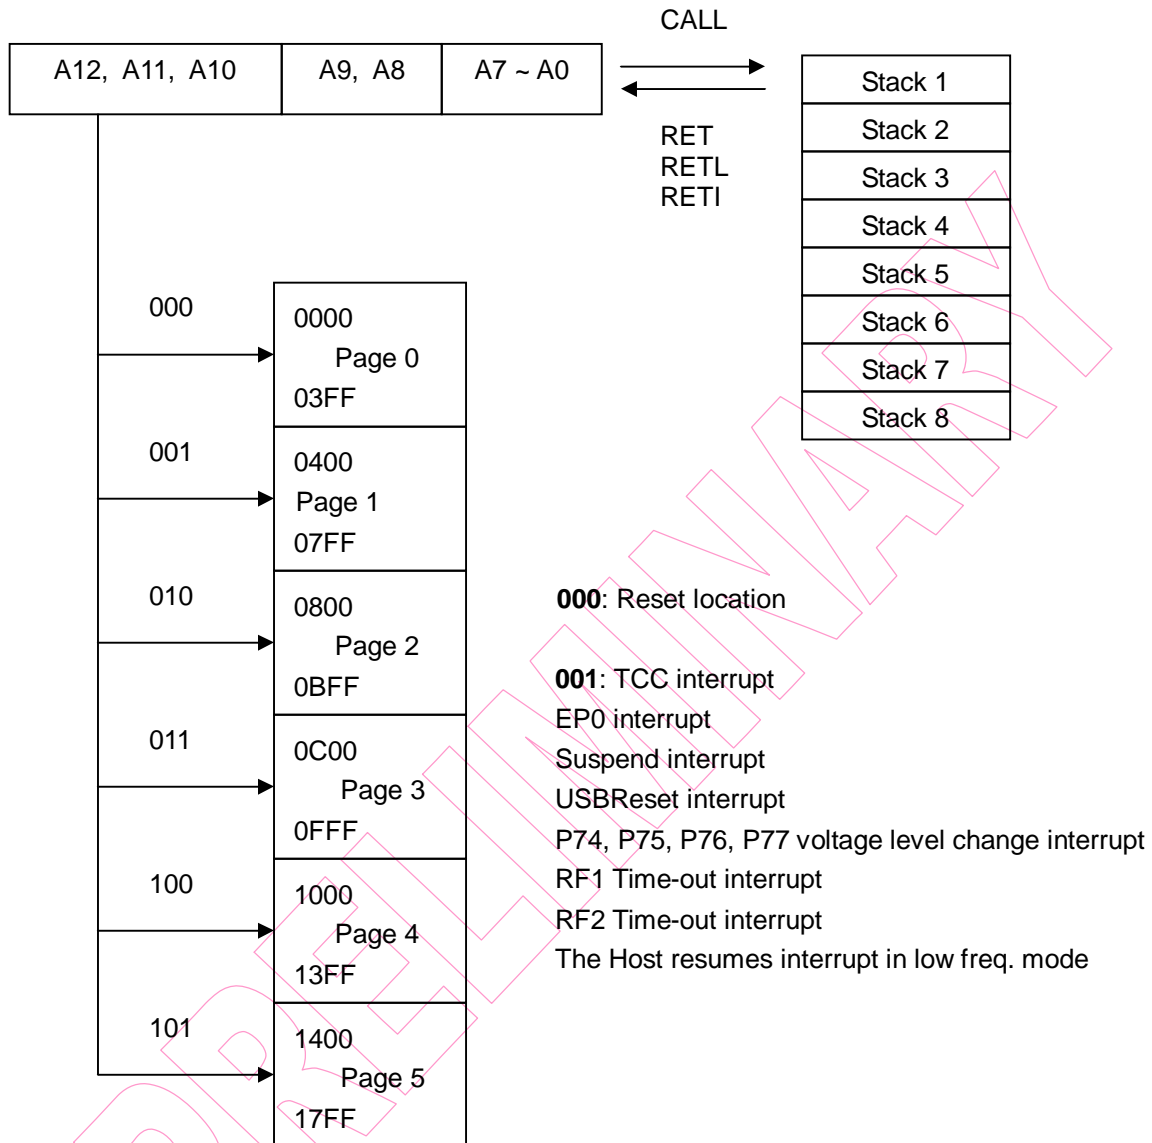 CALL
A12, A11, A10 A9, A8 A7 ~ A0
RET
RETL
RETI
Stack 1
Stack 2
Stack 3
Stack 4
Stack 5
Stack 6
Stack 7
Stack 8
000
0000
Page 0
03FF
001
0400
Page 1
07FF
010
0800
Page 2
0BFF
011
0C00
Page 3
0FFF
100
1000
Page 4
13FF
101
1400
Page 5
17FF
000: Reset location
001: TCC interrupt
EP0 interrupt
Suspend interrupt
USBReset interrupt
P74, P75, P76, P77 voltage level change interrupt
RF1 Time-out interrupt
RF2 Time-out interrupt
The Host resumes interrupt in low freq. mode
PRELIMINARY